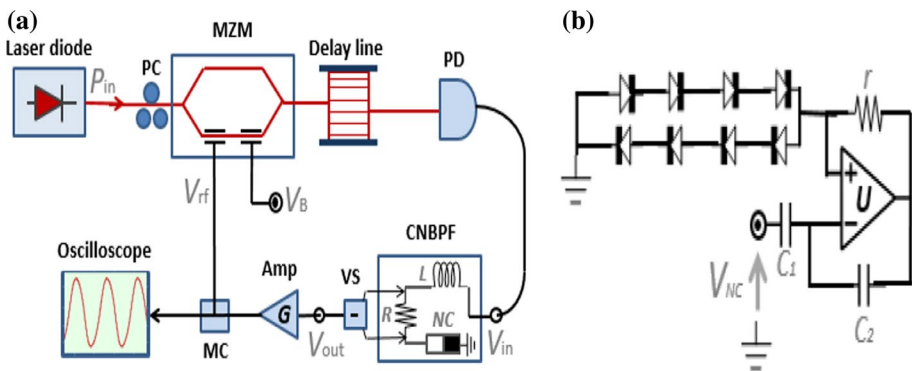 (a)
MZM
Laser diode
PC
Delay line
PD
P_in
V_rf
V_B
Oscilloscope
Amp
VS
CNBPF
L
G
-
R
NC
MC
V_out
V_in
(b)
r
+
U
-
C_1
V_NC
C_2